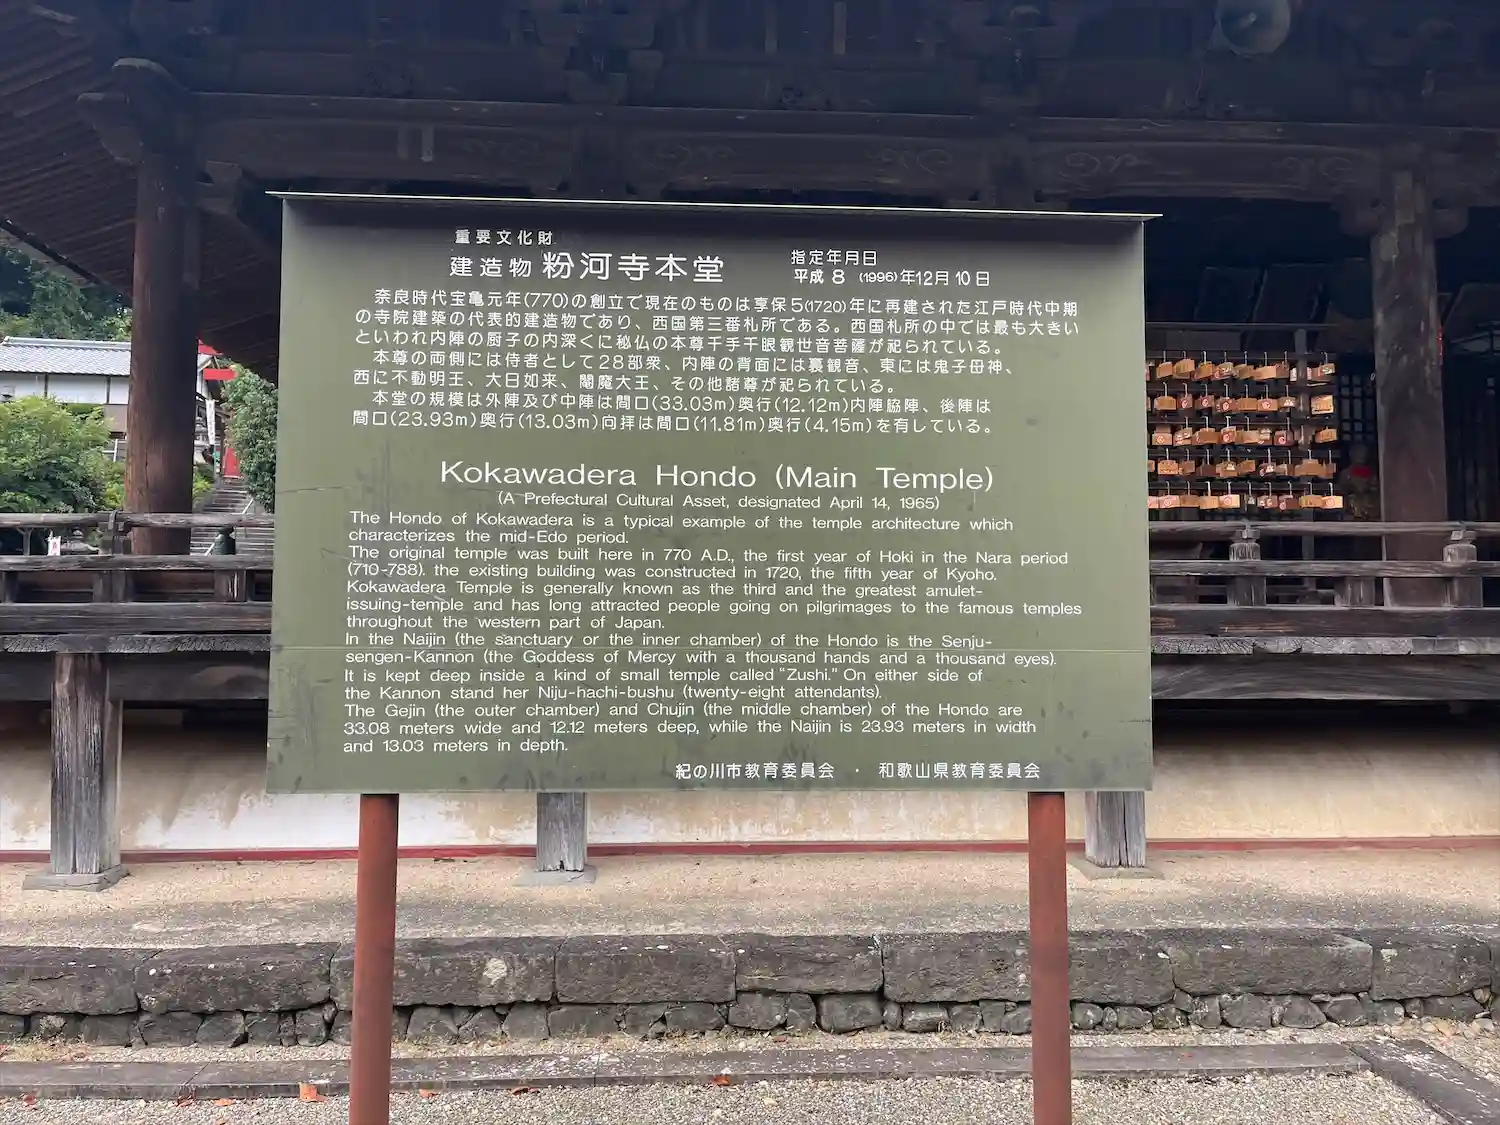 重要文化財
建造物 粉河寺本堂
指定年月日
平成8(1996)年12月10日
奈良時代宝亀元年(770)の創立で現在のものは享保5(1720)年に再建された江戸時代中期
の寺院建築の代表的建造物であり、西国第三番札所である。西国札所の中では最も大きい
といわれ内陣の厨子の内深くに秘仏の本尊千手千眼観世音菩薩が祀られている。
本尊の両側には侍者として28部衆、内陣の背面には裏観音、東には鬼子母神、
西に不動明王、大日如来、閻魔大王、その他諸尊が祀られている。
本堂の規模は外陣及び中陣は間口(33.03m)奥行(12.12m)内陣脇陣、後陣は
間口(23.93m)奥行(13.03m)向拝は間口(11.81m)奥行(4.15m)を有している。
Kokawadera Hondo (Main Temple)
(A Prefectural Cultural Asset, designated April 14, 1965)
The Hondo of Kokawadera is a typical example of the temple architecture which
characterizes the mid-Edo period.
The original temple was built here in 770 A.D., the first year of Hoki in the Nara period
(710-788). the existing building was constructed in 1720, the fifth year of Kyoho.
Kokawadera Temple is generally known as the third and the greatest amulet-
issuing-temple and has long attracted people going on pilgrimages to the famous temples
throughout the western part of Japan.
In the Naijin (the sanctuary or the inner chamber) of the Hondo is the Senju-
sengen-Kannon (the Goddess of Mercy with a thousand hands and a thousand eyes).
It is kept deep inside a kind of small temple called "Zushi." On either side of
the Kannon stand her Niju-hachi-bushu (twenty-eight attendants).
The Gejin (the outer chamber) and Chujin (the middle chamber) of the Hondo are
33.08 meters wide and 12.12 meters deep, while the Naijin is 23.93 meters in width
and 13.03 meters in depth.
紀の川市教育委員会 ・ 和歌山県教育委員会